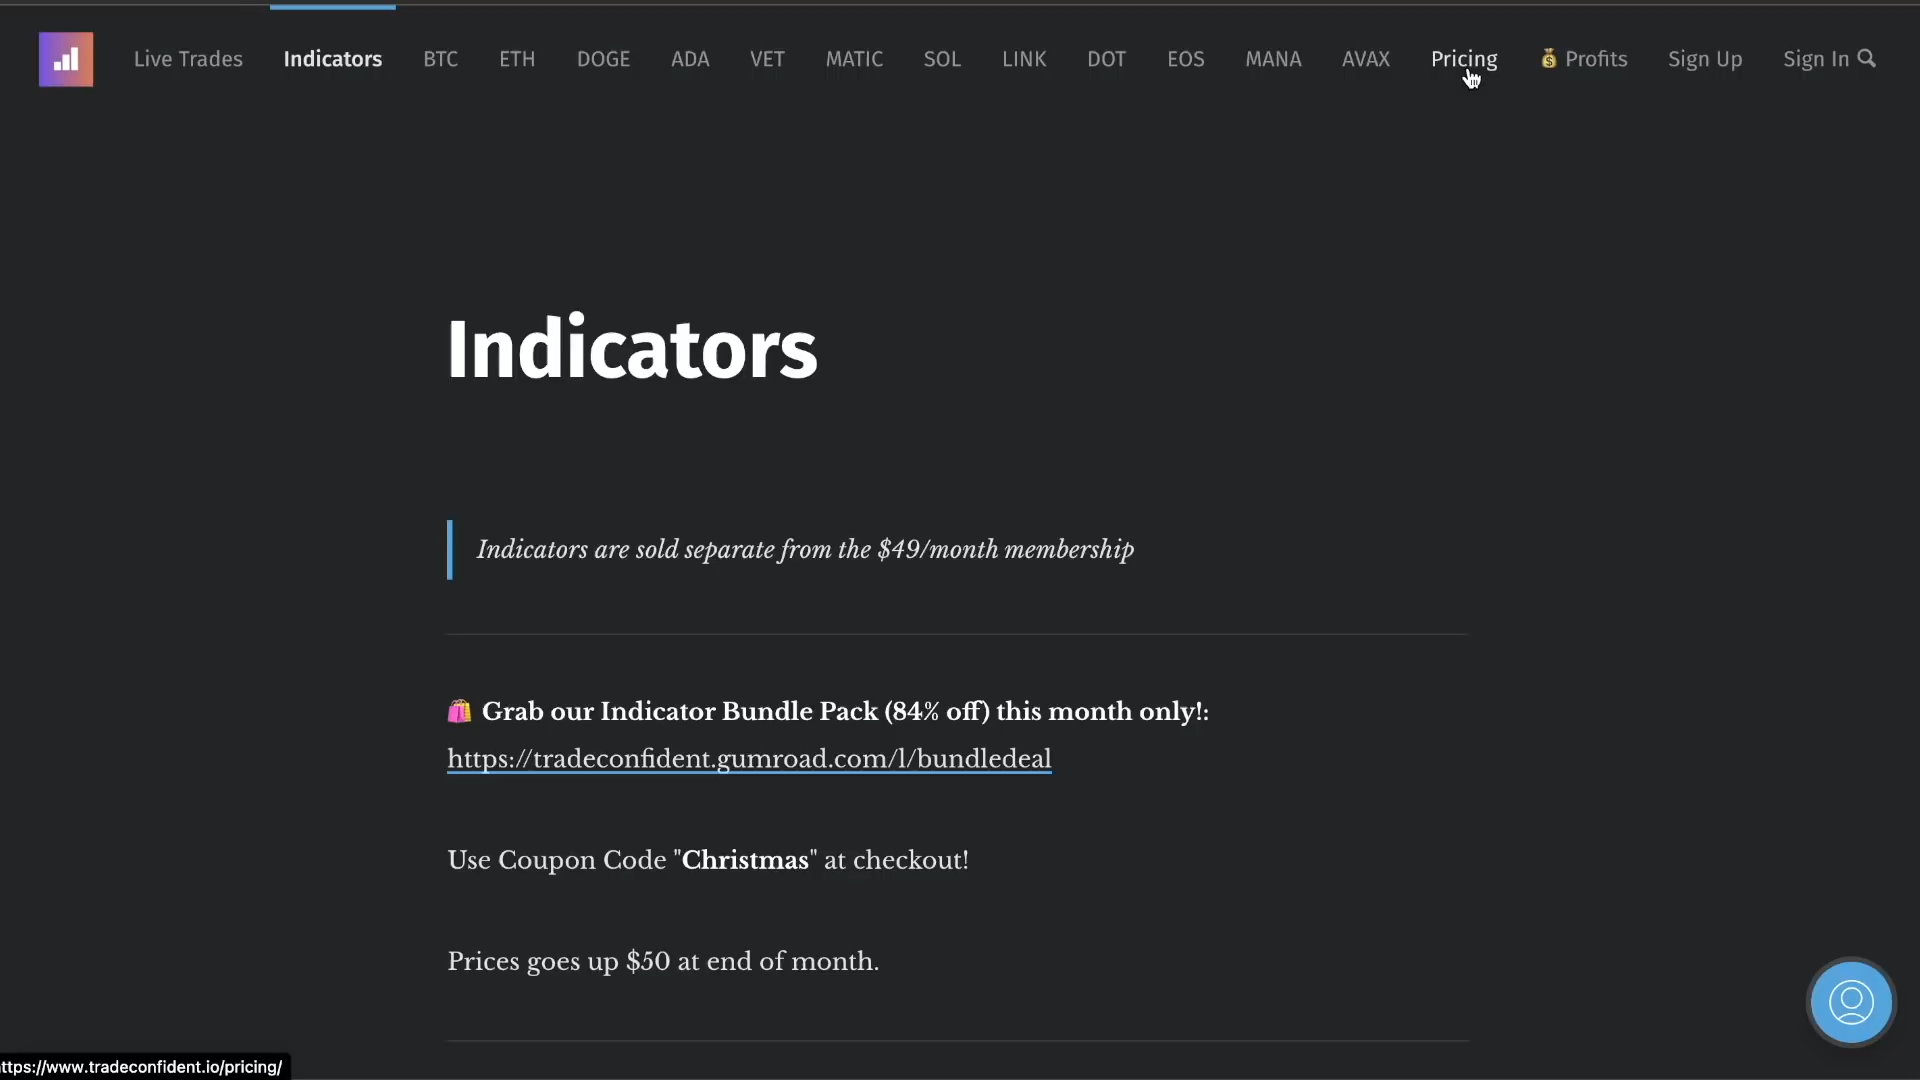 Live Trades Indicators BTC ETH DOGE ADA VET MATIC SOL LINK DOT EOS MANA AVAX Pricing 💰 Profits Sign Up Sign In
Indicators
Indicators are sold separate from the $49/month membership
🛍️ Grab our Indicator Bundle Pack (84% off) this month only!:
https://tradeconfident.gumroad.com/l/bundledeal
Use Coupon Code "Christmas" at checkout!
Prices goes up $50 at end of month.
ttps://www.tradeconfident.io/pricing/